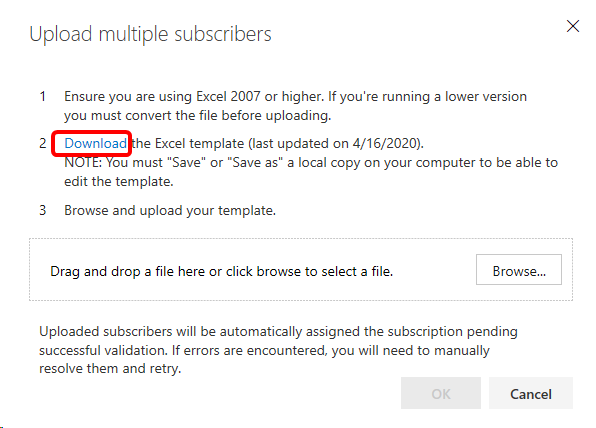 Upload multiple subscribers
1 Ensure you are using Excel 2007 or higher. If you're running a lower version
you must convert the file before uploading.
2 Download the Excel template (last updated on 4/16/2020).
NOTE: You must "Save" or "Save as" a local copy on your computer to be able to
edit the template.
3 Browse and upload your template.
Drag and drop a file here or click browse to select a file.
Browse...
Uploaded subscribers will be automatically assigned the subscription pending
successful validation. If errors are encountered, you will need to manually
resolve them and retry.
OK
Cancel